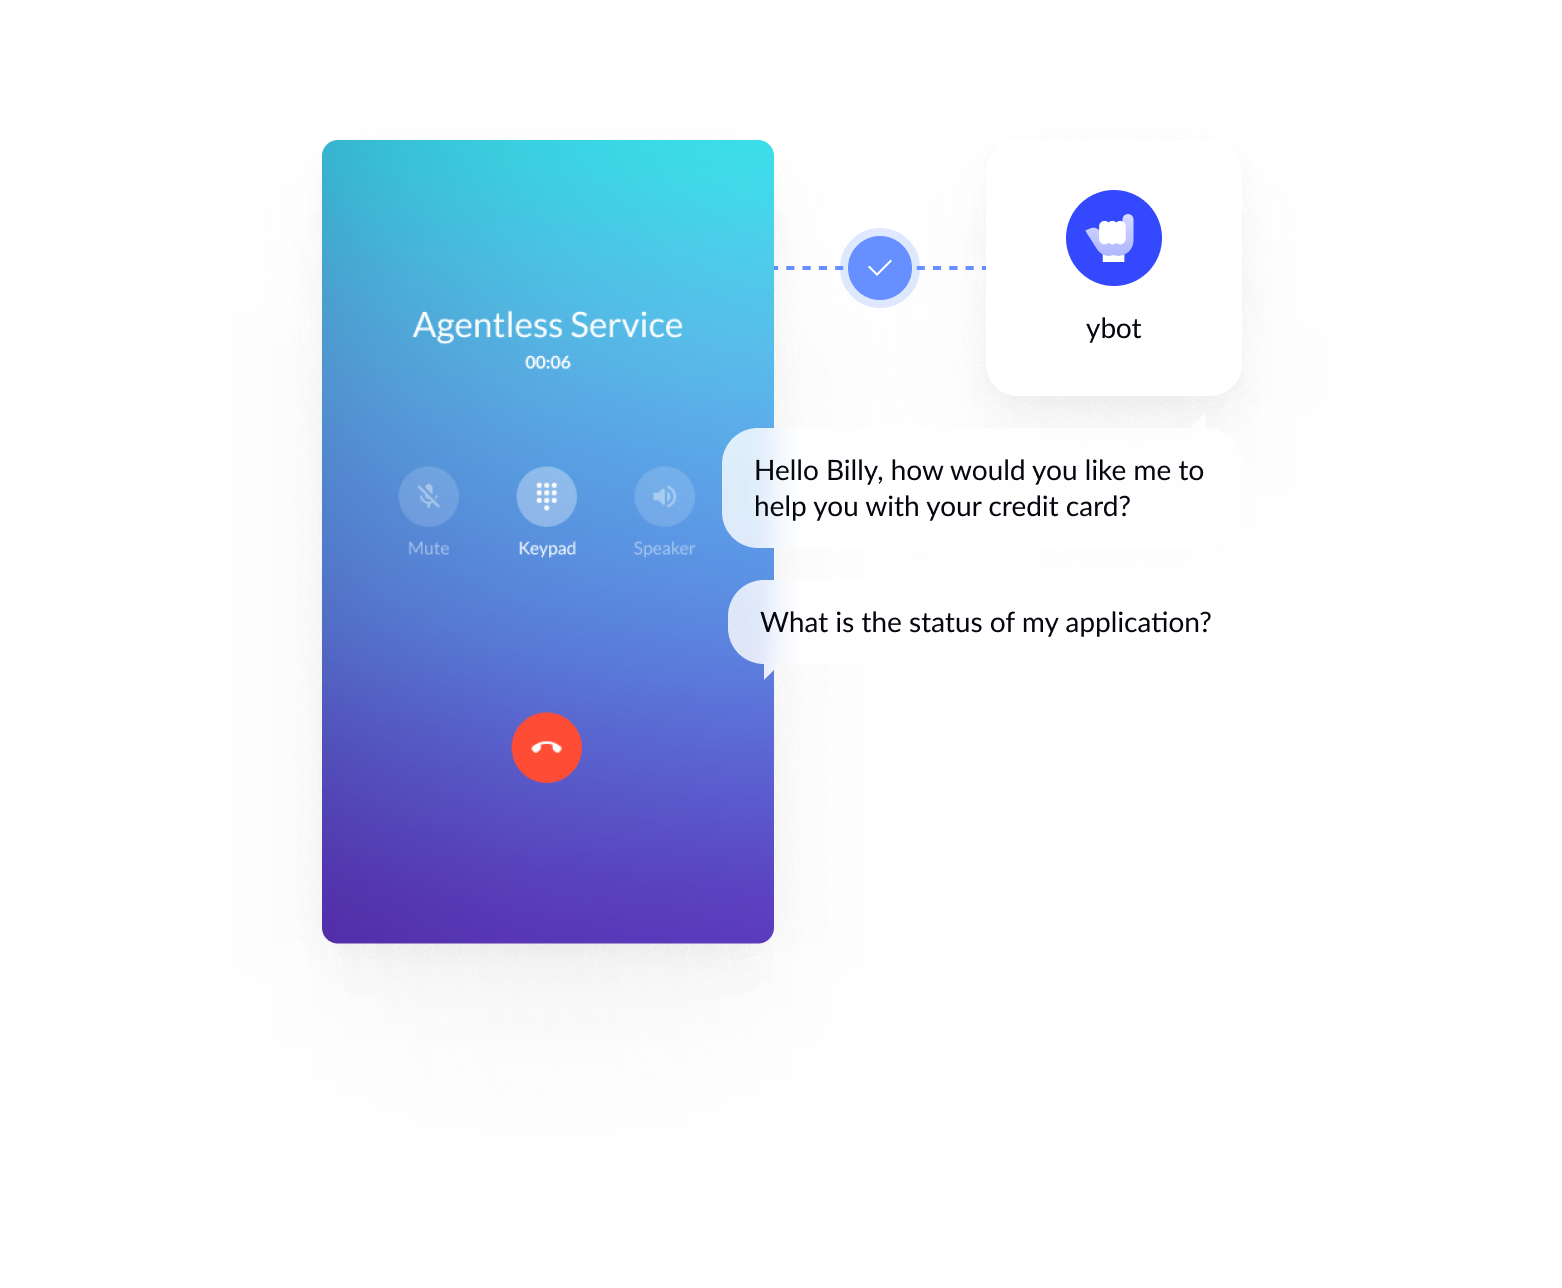 Agentless Service
00:06
Mute
Keypad
Speaker
ybot
Hello Billy, how would you like me to
help you with your credit card?
What is the status of my application?